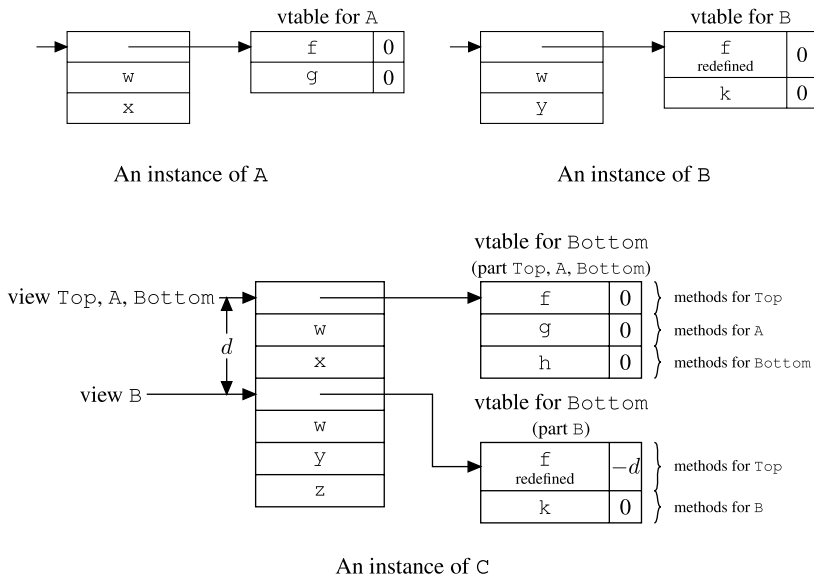 vtable for A
f 0
g 0
w
x
An instance of A
vtable for B
f
redefined
0
k 0
w
y
An instance of B
vtable for Bottom
(part Top, A, Bottom)
view Top, A, Bottom
f 0
methods for Top
w
g 0
methods for A
d
x
h 0
methods for Bottom
view B
vtable for Bottom
(part B)
w
y
f
redefined
−d
methods for Top
z
k 0
methods for B
An instance of C